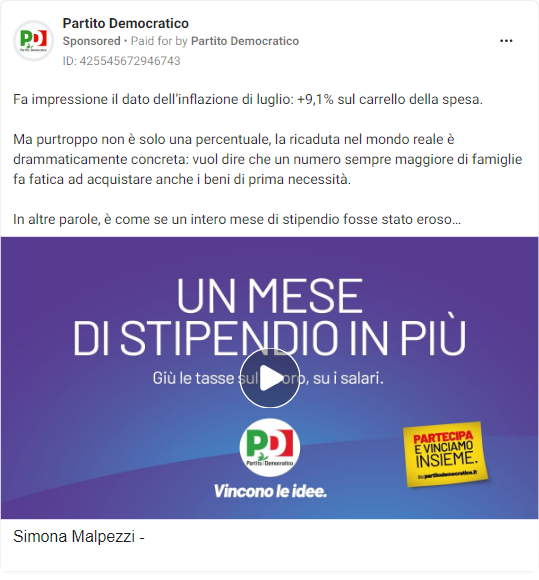 Partito Democratico
Sponsored • Paid for by Partito Democratico
ID: 425545672946743
Fa impressione il dato dell'inflazione di luglio: +9,1% sul carrello della spesa.
Ma purtroppo non è solo una percentuale, la ricaduta nel mondo reale è
drammaticamente concreta: vuol dire che un numero sempre maggiore di famiglie
fa fatica ad acquistare anche i beni di prima necessità.
In altre parole, è come se un intero mese di stipendio fosse stato eroso...
UN MESE
DI STIPENDIO IN PIÙ
Giù le tasse sul lavoro, su i salari.
PD
Partito Democratico
Vincono le idee.
PARTECIPA
E VINCIAMO
INSIEME.
su partitodemocratico.it
Simona Malpezzi -